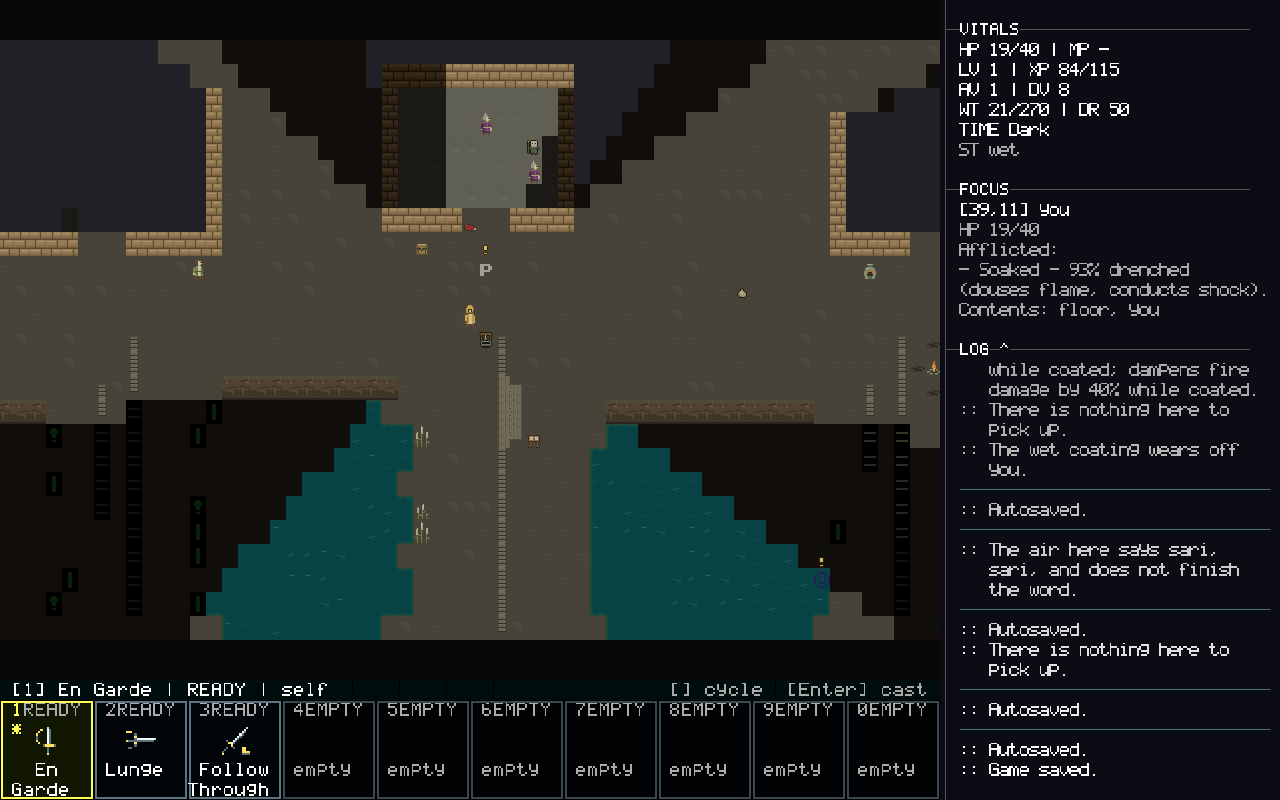 VITALS
HP 19/40 | MP -
LV 1 | XP 84/115
AV 1 | DV 8
WT 21/270 | DR 50
TIME Dark
ST wet
FOCUS
[39,11] You
HP 19/40
Afflicted:
- Soaked - 93% drenched
(douses flame, conducts shock).
Contents: floor, You
LOG ^
while coated; dampens fire
damage by 40% while coated.
:: There is nothing here to
pick up.
:: The wet coating wears off
you.
:: Autosaved.
:: The air here says sari,
sari, and does not finish
the word.
:: Autosaved.
:: There is nothing here to
pick up.
:: Autosaved.
:: Autosaved.
:: Game saved.
P
[1] En Garde | READY | self
[] cycle [Enter] cast
1READY 2READY 3READY 4EMPTY 5EMPTY 6EMPTY 7EMPTY 8EMPTY 9EMPTY 0EMPTY
*
En Lunge Follow empty empty empty empty empty empty empty
Garde Through